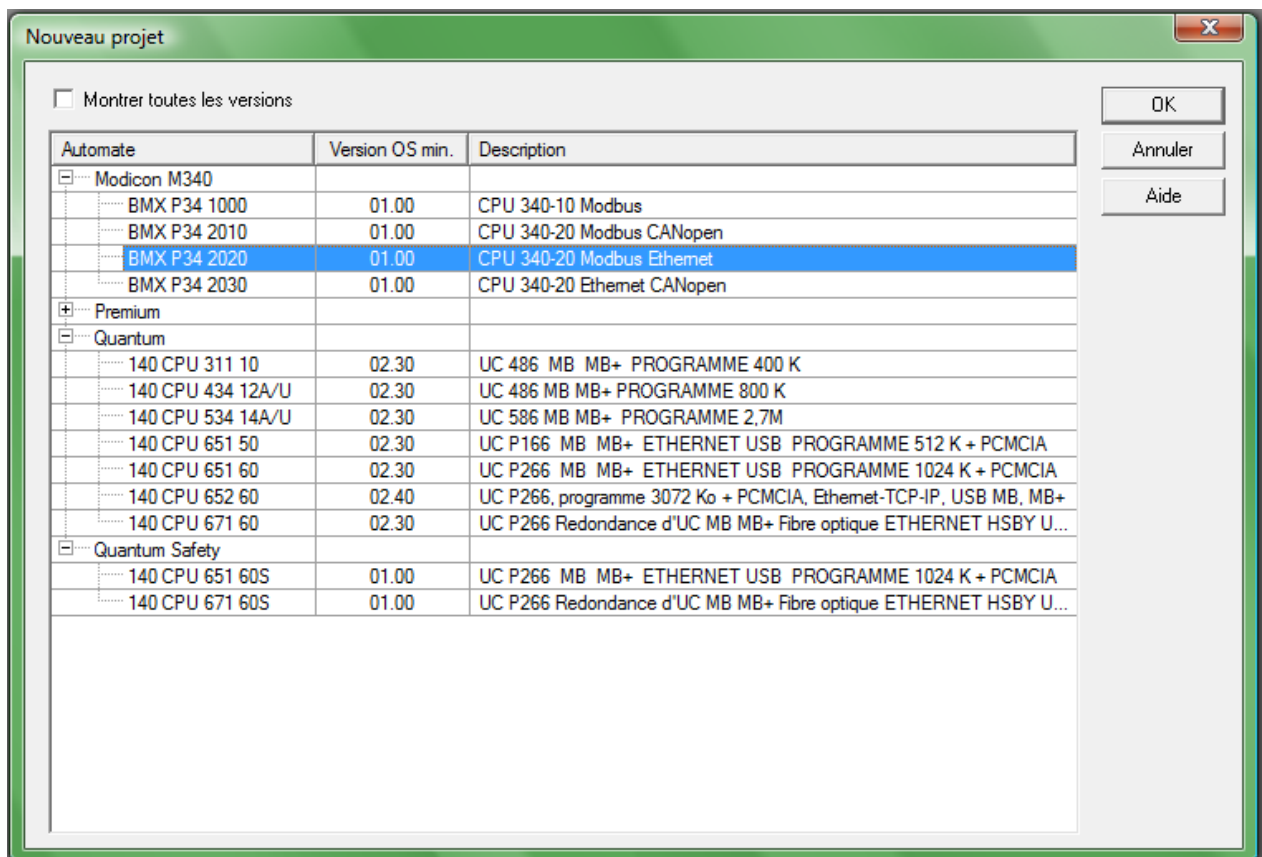 Nouveau projet
Montrer toutes les versions
OK
Annuler
Aide
Automate Version OS min. Description
Modicon M340
BMX P34 1000 01.00 CPU 340-10 Modbus
BMX P34 2010 01.00 CPU 340-20 Modbus CANopen
BMX P34 2020 01.00 CPU 340-20 Modbus Ethernet
BMX P34 2030 01.00 CPU 340-20 Ethernet CANopen
Premium
Quantum
140 CPU 311 10 02.30 UC 486 MB MB+ PROGRAMME 400 K
140 CPU 434 12A/U 02.30 UC 486 MB MB+ PROGRAMME 800 K
140 CPU 534 14A/U 02.30 UC 586 MB MB+ PROGRAMME 2,7M
140 CPU 651 50 02.30 UC P166 MB MB+ ETHERNET USB PROGRAMME 512 K + PCMCIA
140 CPU 651 60 02.30 UC P266 MB MB+ ETHERNET USB PROGRAMME 1024 K + PCMCIA
140 CPU 652 60 02.40 UC P266, programme 3072 Ko + PCMCIA, Ethernet-TCP-IP, USB MB, MB+
140 CPU 671 60 02.30 UC P266 Redondance d'UC MB MB+ Fibre optique ETHERNET HSBY U...
Quantum Safety
140 CPU 651 60S 01.00 UC P266 MB MB+ ETHERNET USB PROGRAMME 1024 K + PCMCIA
140 CPU 671 60S 01.00 UC P266 Redondance d'UC MB MB+ Fibre optique ETHERNET HSBY U...